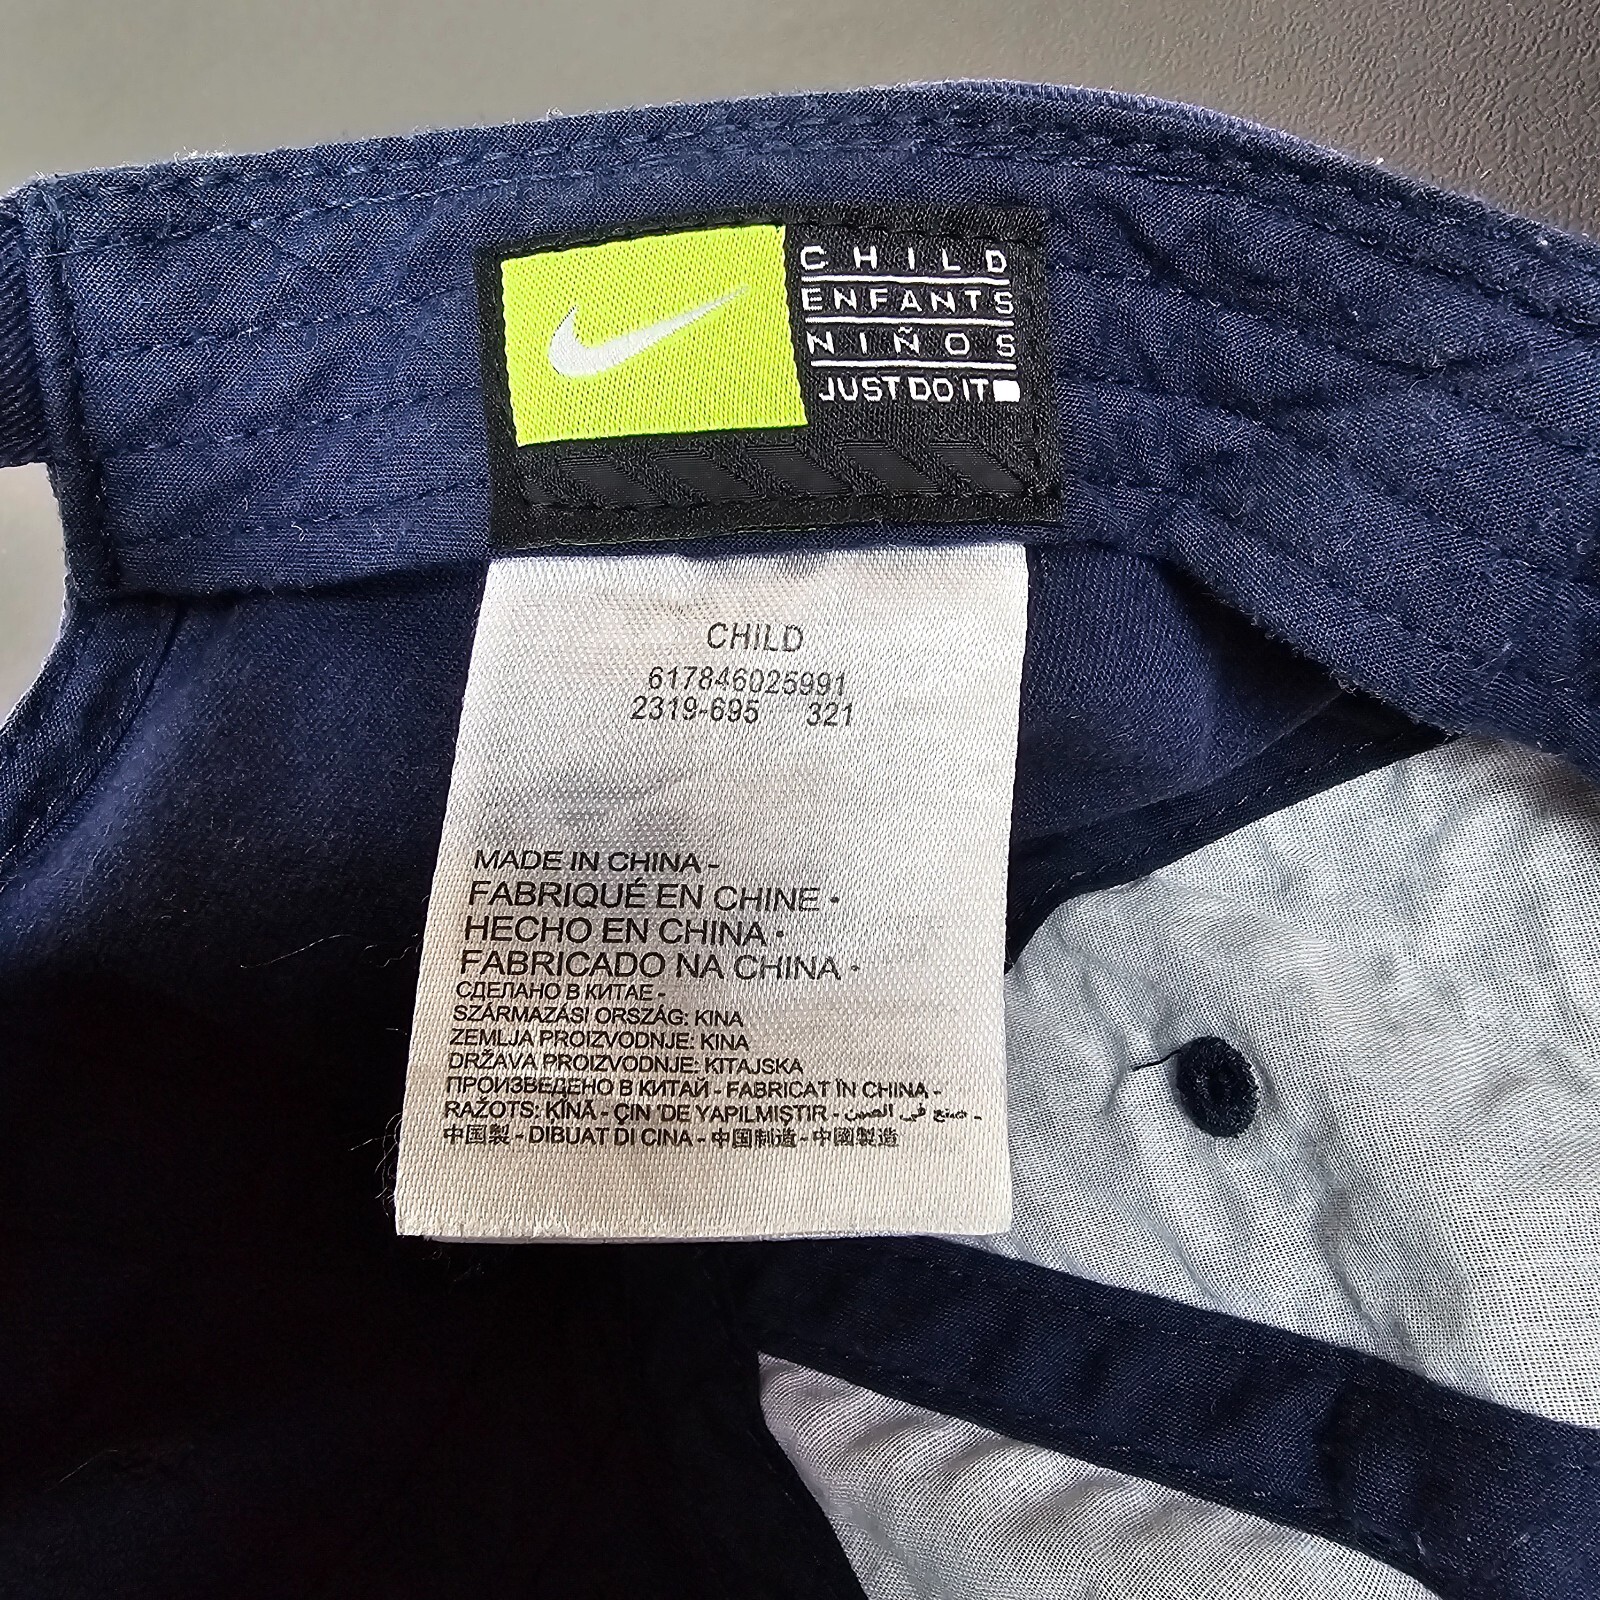 CHILD
ENFANTS
NIÑOS
JUST DO IT
CHILD
617846025991
2319-695 321
MADE IN CHINA -
FABRIQUÉ EN CHINE •
HECHO EN CHINA •
FABRICADO NA CHINA •
СДЕЛАНО В КИТАЕ -
SZÁRMAZÁSI ORSZÁG: KINA
ZEMLJA PROIZVODNJE: KINA
DRŽAVA PROIZVODNJE: KITAJSKA
ПРОИЗВЕДЕНО В КИТАЙ - FABRICAT ÎN CHINA -
RAŽOTS: ĶĪNĀ - ÇIN 'DE YAPILMIŞTIR - صنع في الصين -
中国製 - DIBUAT DI CINA - 中国制造 - 中國製造